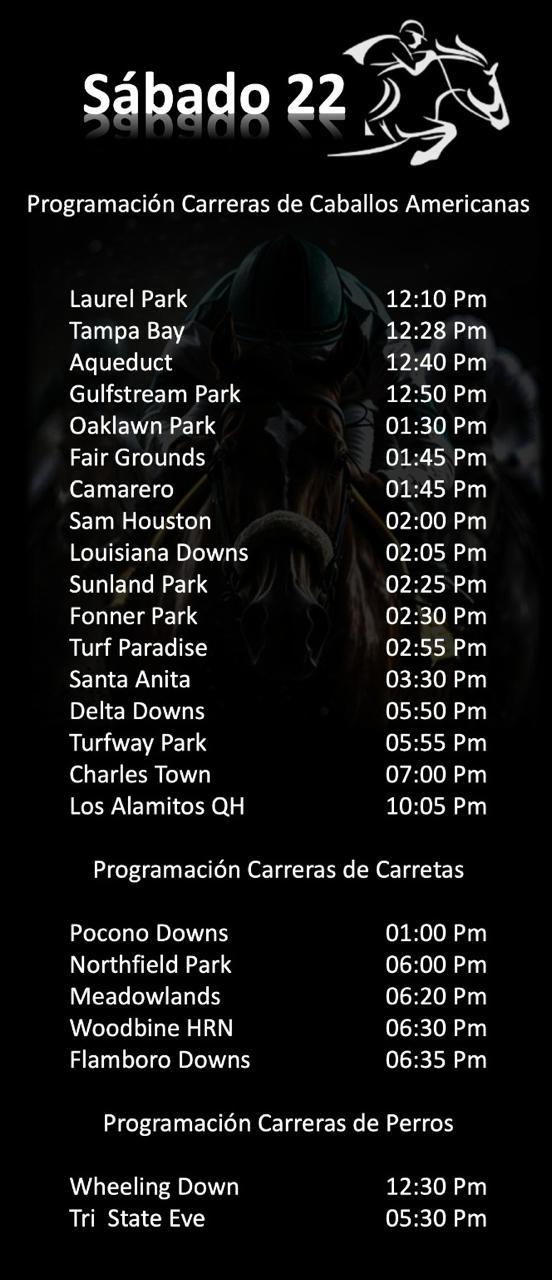 Sábado 22
Programación Carreras de Caballos Americanas
Laurel Park 12:10 Pm
Tampa Bay 12:28 Pm
Aqueduct 12:40 Pm
Gulfstream Park 12:50 Pm
Oaklawn Park 01:30 Pm
Fair Grounds 01:45 Pm
Camarero 01:45 Pm
Sam Houston 02:00 Pm
Louisiana Downs 02:05 Pm
Sunland Park 02:25 Pm
Fonner Park 02:30 Pm
Turf Paradise 02:55 Pm
Santa Anita 03:30 Pm
Delta Downs 05:50 Pm
Turfway Park 05:55 Pm
Charles Town 07:00 Pm
Los Alamitos QH 10:05 Pm
Programación Carreras de Carretas
Pocono Downs 01:00 Pm
Northfield Park 06:00 Pm
Meadowlands 06:20 Pm
Woodbine HRN 06:30 Pm
Flamboro Downs 06:35 Pm
Programación Carreras de Perros
Wheeling Down 12:30 Pm
Tri State Eve 05:30 Pm